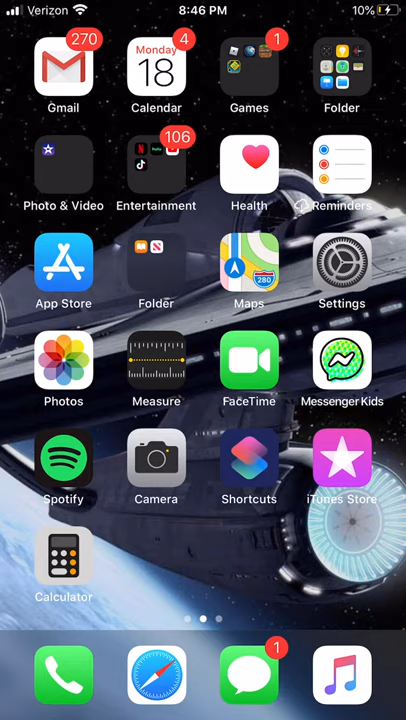 Verizon 8:46 PM 10%
270 4 1
Monday
18
Gmail Calendar Games Folder
106
Photo & Video Entertainment Health Reminders
280
App Store Folder Maps Settings
Photos Measure FaceTime Messenger Kids
Spotify Camera Shortcuts iTunes Store
Calculator
1